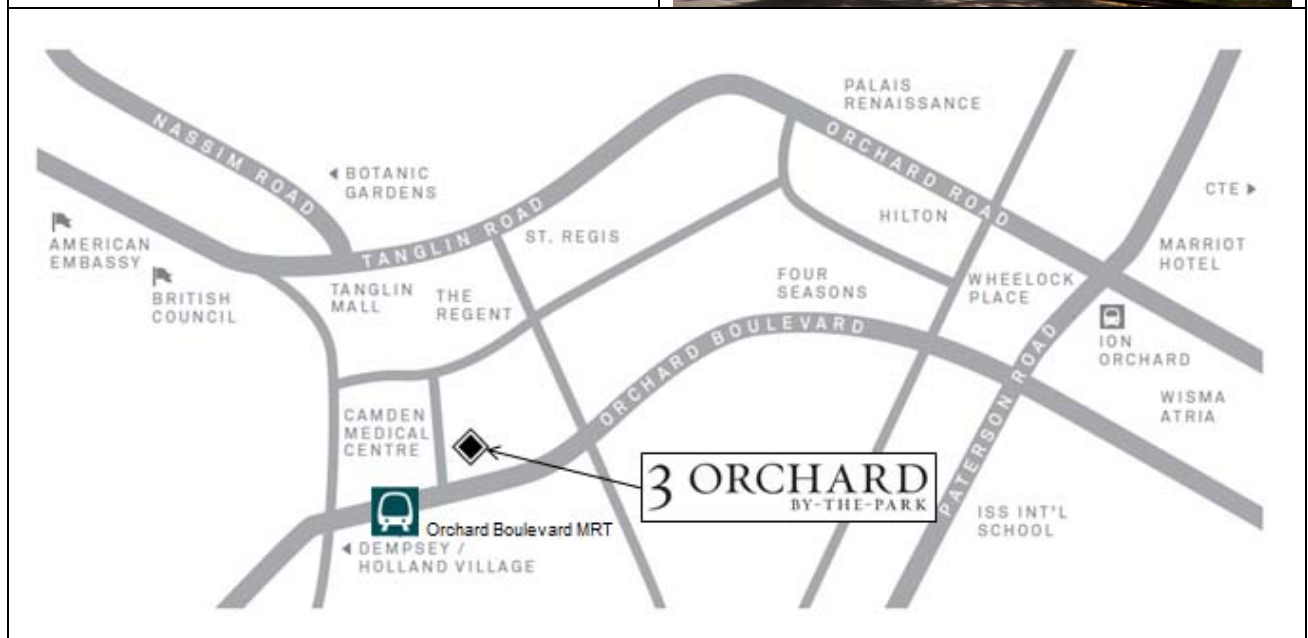 PALAIS
RENAISSANCE
NASSIM ROAD
ORCHARD ROAD
BOTANIC
GARDENS
CTE
HILTON
AMERICAN
EMBASSY
TANGLIN ROAD
ST. REGIS
MARRIOT
HOTEL
BRITISH
COUNCIL
TANGLIN
MALL
THE
REGENT
FOUR
SEASONS
WHEELOCK
PLACE
ORCHARD BOULEVARD
ION
ORCHARD
CAMDEN
MEDICAL
CENTRE
WISMA
ATRIA
PATERSON ROAD
3 ORCHARD
BY-THE-PARK
Orchard Boulevard MRT
ISS INT'L
SCHOOL
DEMPSEY /
HOLLAND VILLAGE